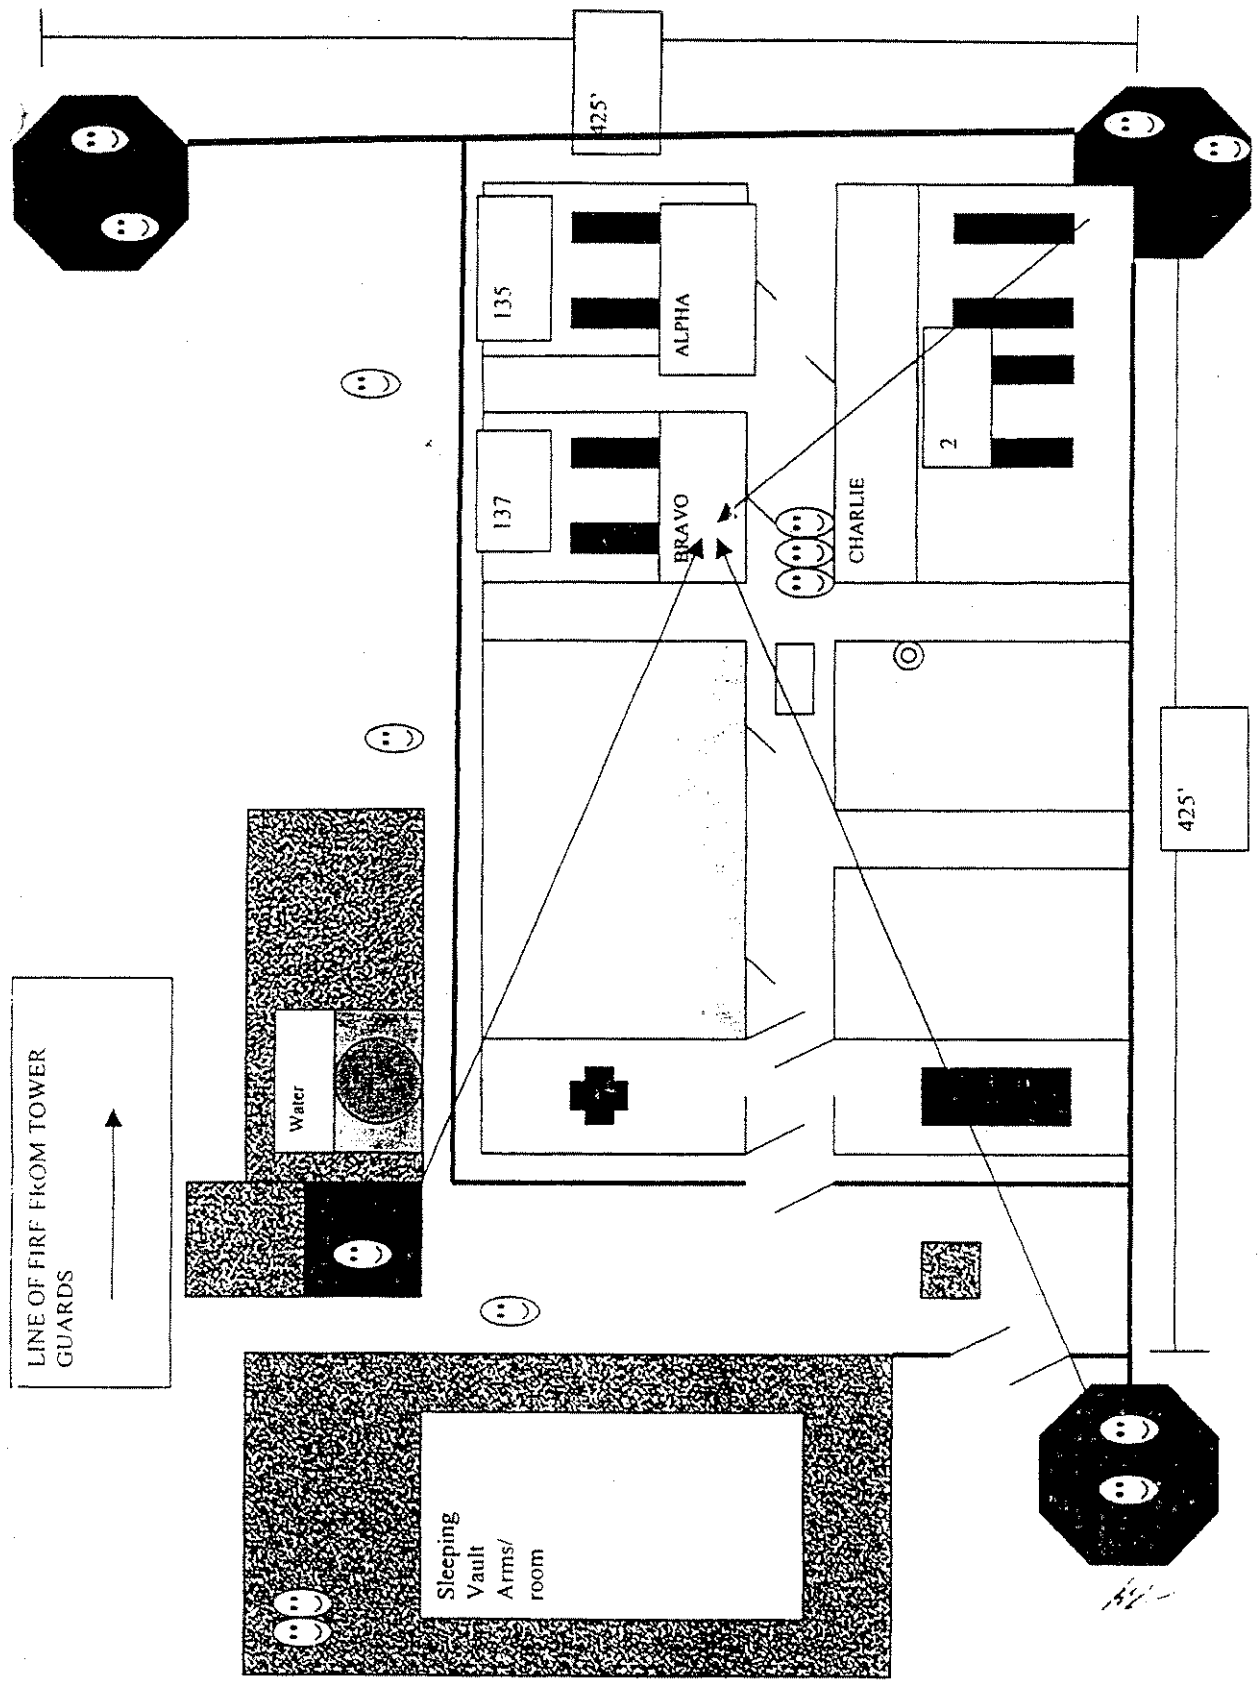 LINE OF FIRE FROM TOWER
GUARDS
Water
Sleeping
Vault
Arms/
room
425'
135
ALPHA
137
BRAVO
CHARLIE
2
425'